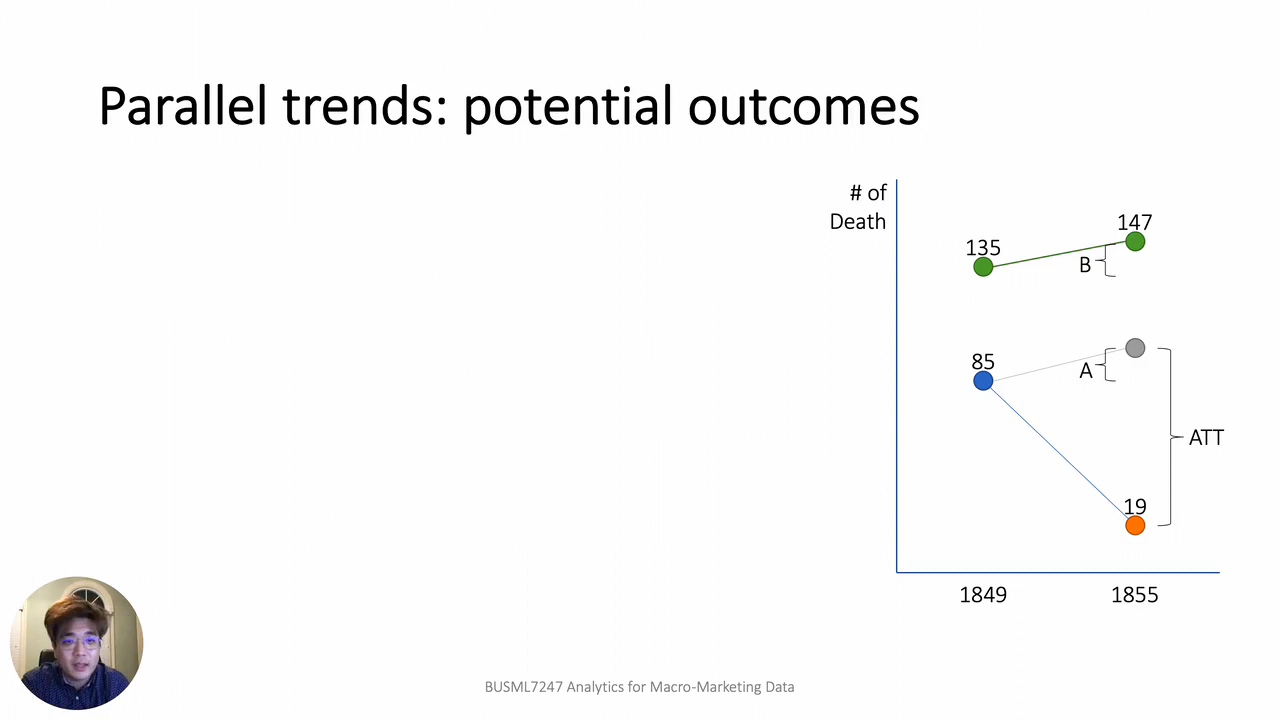 Parallel trends: potential outcomes
# of
Death
147
135
B
85
A
ATT
19
1849
1855
BUSML7247 Analytics for Macro-Marketing Data